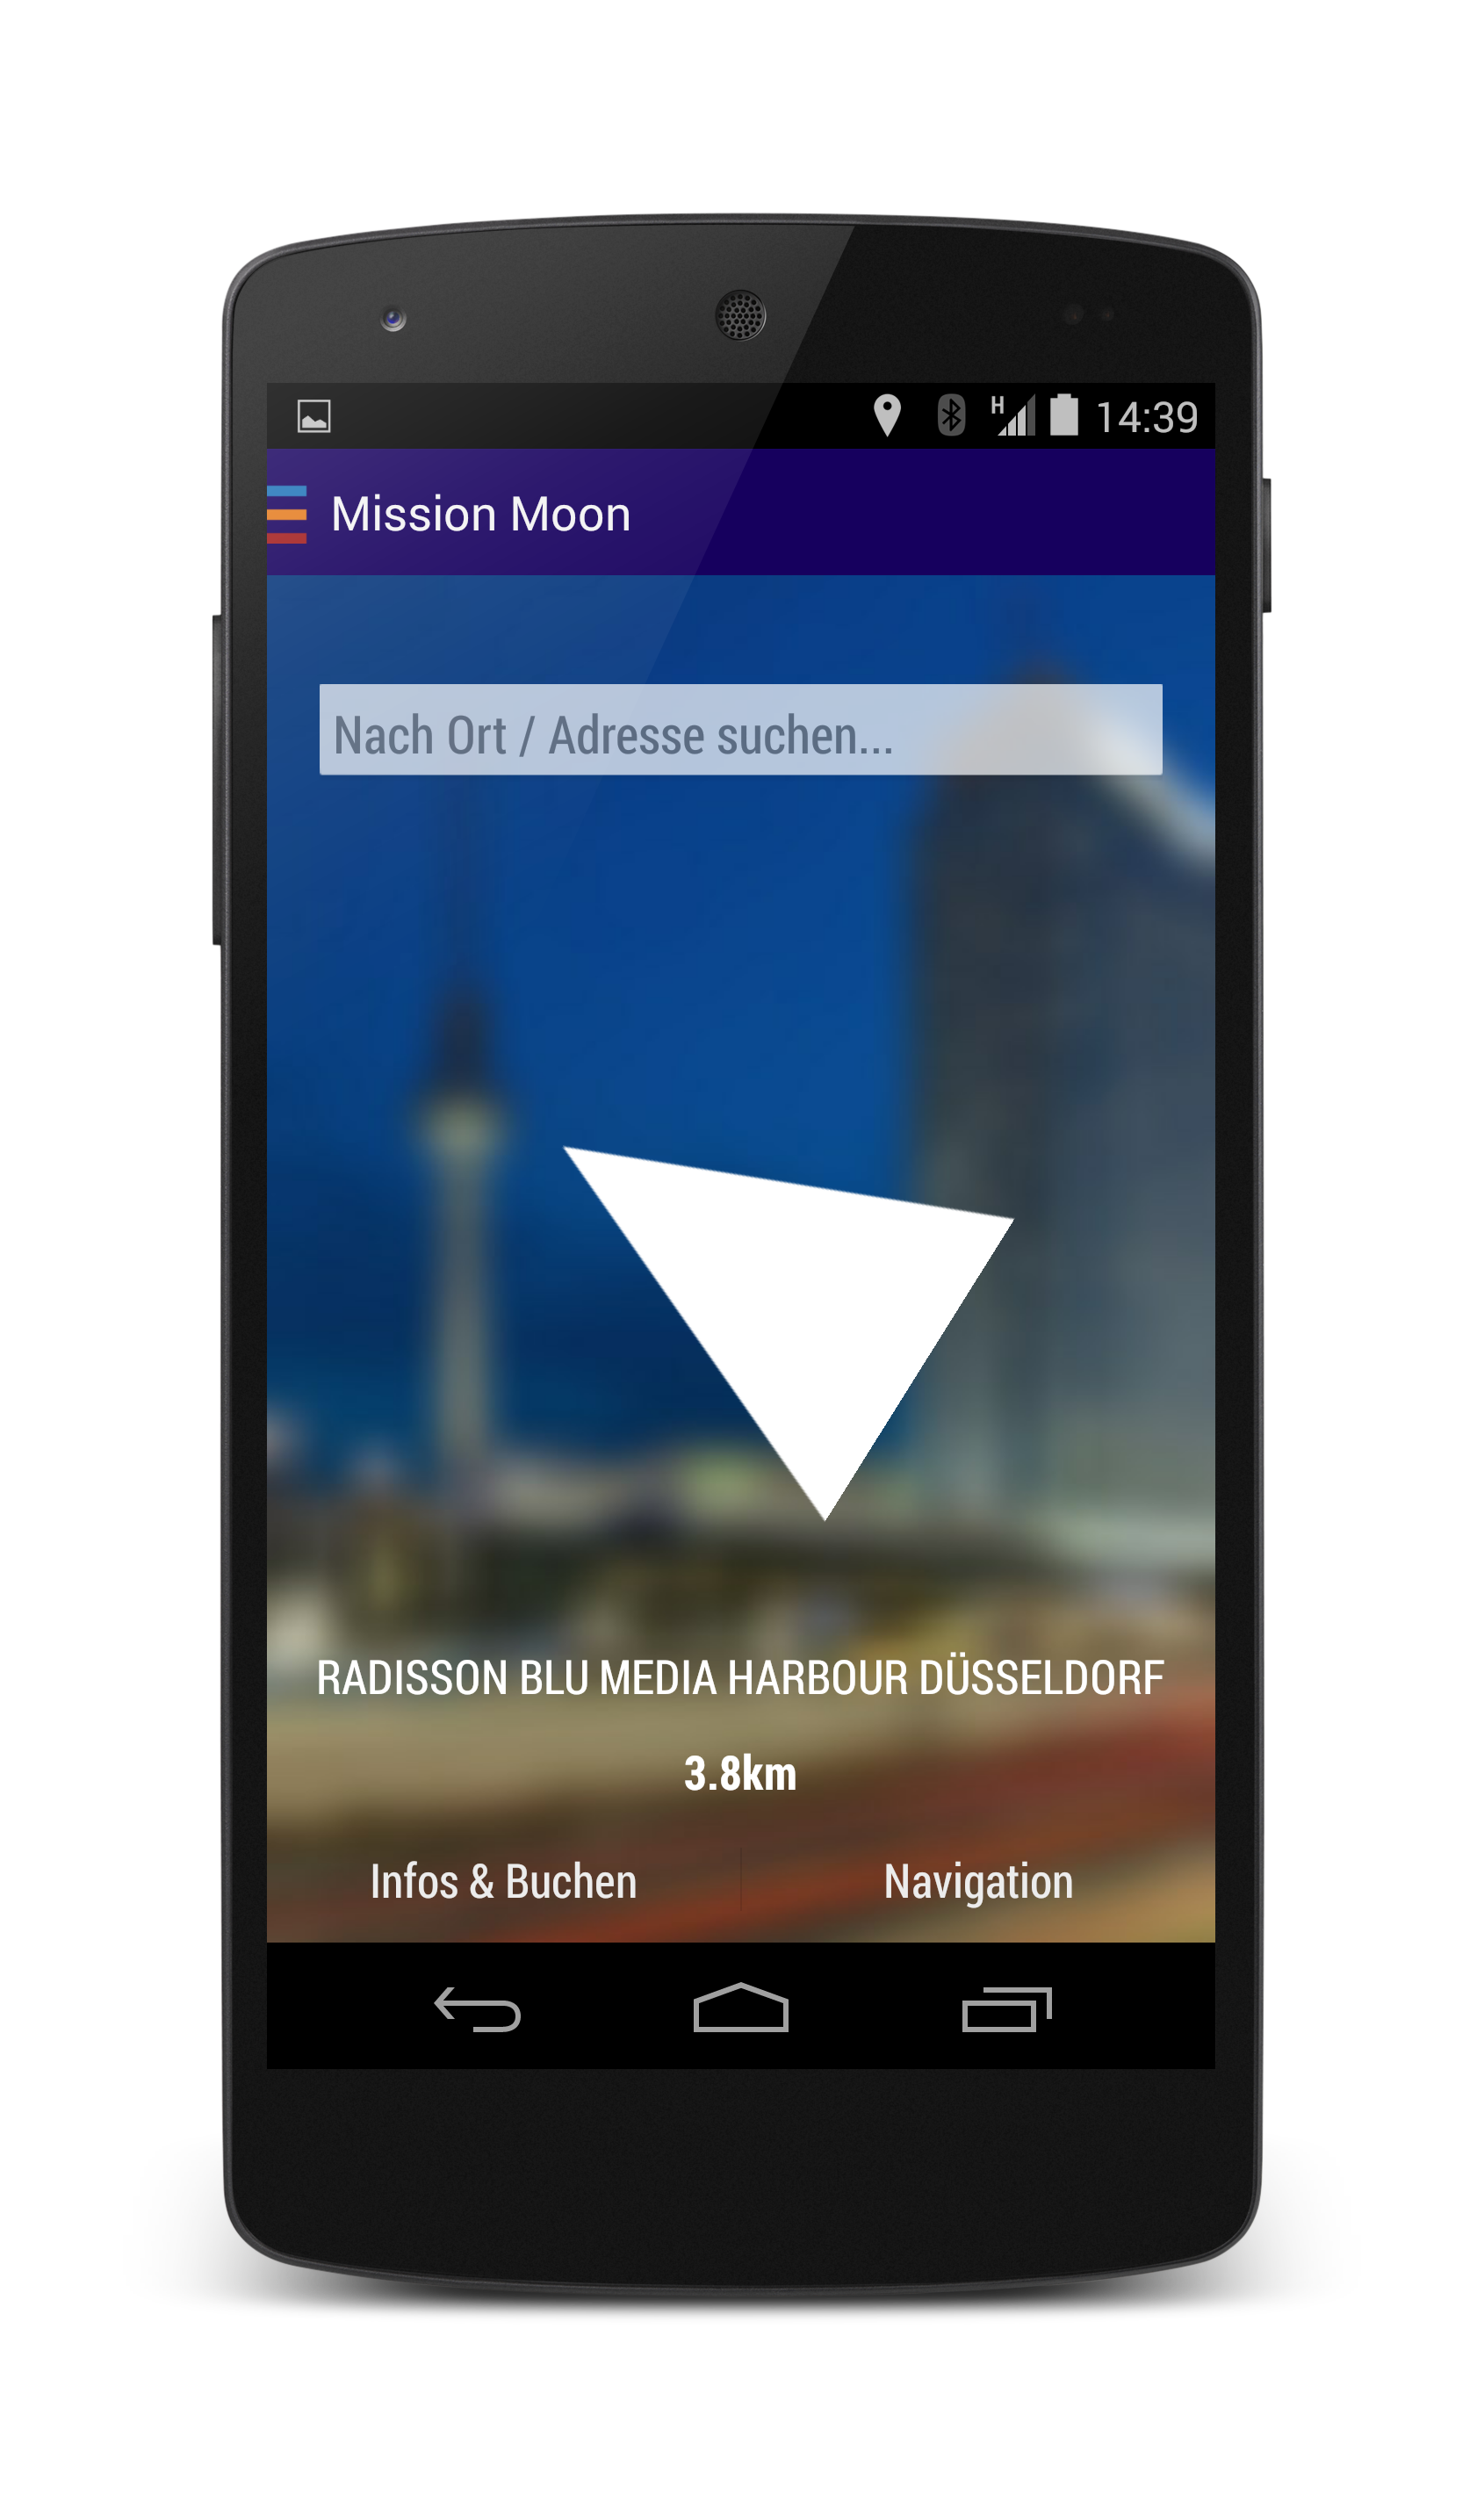 H 14:39
Mission Moon
Nach Ort / Adresse suchen...
RADISSON BLU MEDIA HARBOUR DÜSSELDORF
3.8km
Infos & Buchen
Navigation